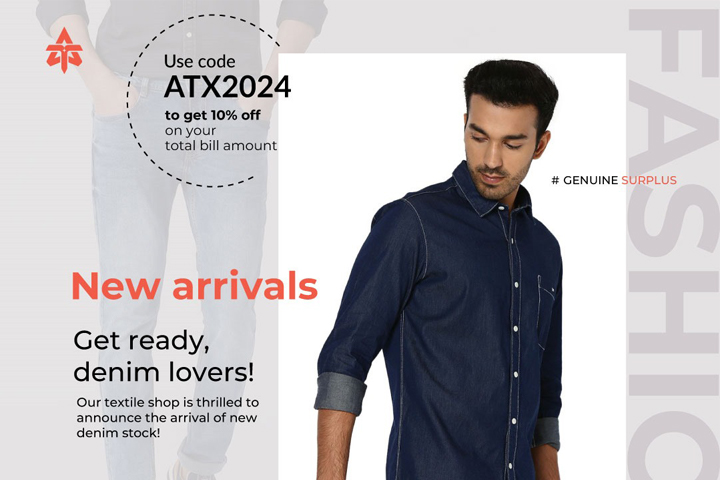 Use code
ATX2024
to get 10% off
on your
total bill amount
# GENUINE SURPLUS
New arrivals
Get ready,
denim lovers!
Our textile shop is thrilled to
announce the arrival of new
denim stock!
FASHIO